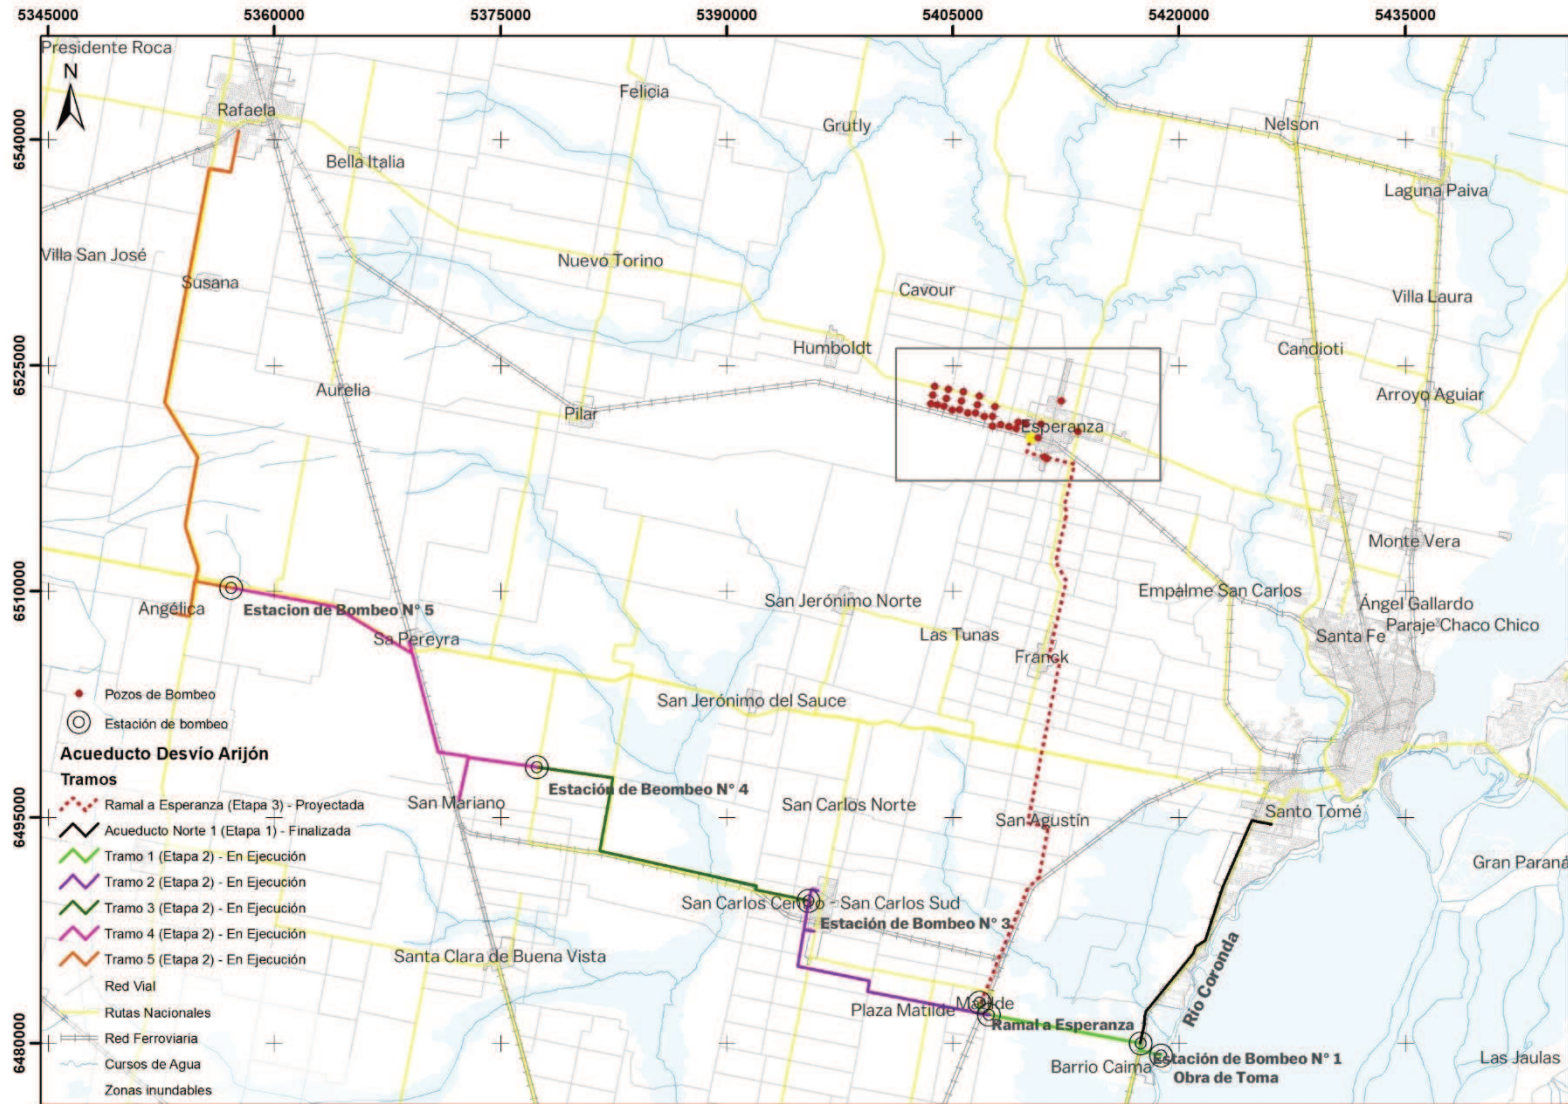 5345000 5360000 5375000 5390000 5405000 5420000 5435000
Presidente Roca
N
Felicia
Rafaela
Grutly
Nelson
6540000
Bella Italia
Laguna Paiva
Villa San José
Nuevo Torino
Susana
Cavour
Villa Laura
Humboldt
Candioti
6525000
Aurelia
Arroyo Aguiar
Pilar
Esperanza
Monte Vera
6510000
Empalme San Carlos
Angélica
Estacion de Bombeo N° 5
San Jerónimo Norte
Ángel Gallardo
Paraje Chaco Chico
Sa Pereyra
Las Tunas
Santa Fe
Franck
Pozos de Bombeo
San Jerónimo del Sauce
Estación de bombeo
Acueducto Desvío Arijón
Tramos
Estación de Beombeo N° 4
Ramal a Esperanza (Etapa 3) - Proyectada
San Mariano
San Carlos Norte
San Agustín
Santo Tomé
6495000
Acueducto Norte 1 (Etapa 1) - Finalizada
Tramo 1 (Etapa 2) - En Ejecución
Gran Paraná
Tramo 2 (Etapa 2) - En Ejecución
San Carlos Centro - San Carlos Sud
Tramo 3 (Etapa 2) - En Ejecución
Estación de Bombeo N° 3
Tramo 4 (Etapa 2) - En Ejecución
Santa Clara de Buena Vista
Tramo 5 (Etapa 2) - En Ejecución
Río Coronda
Red Vial
Matilde
Plaza Matilde
Rutas Nacionales
Ramal a Esperanza
Red Ferroviaria
6480000
Cursos de Agua
Barrio Caima
Estación de Bombeo N° 1
Obra de Toma
Las Jaulas
Zonas inundables